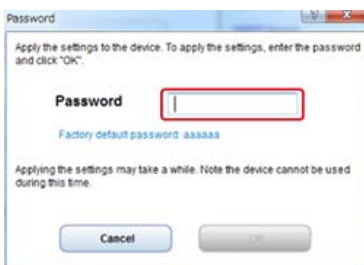 Password
Apply the settings to the device. To apply the settings, enter the password
and click "OK".
Password
Factory default password: aaaaaa
Applying the settings may take a while. Note the device cannot be used
during this time.
Cancel